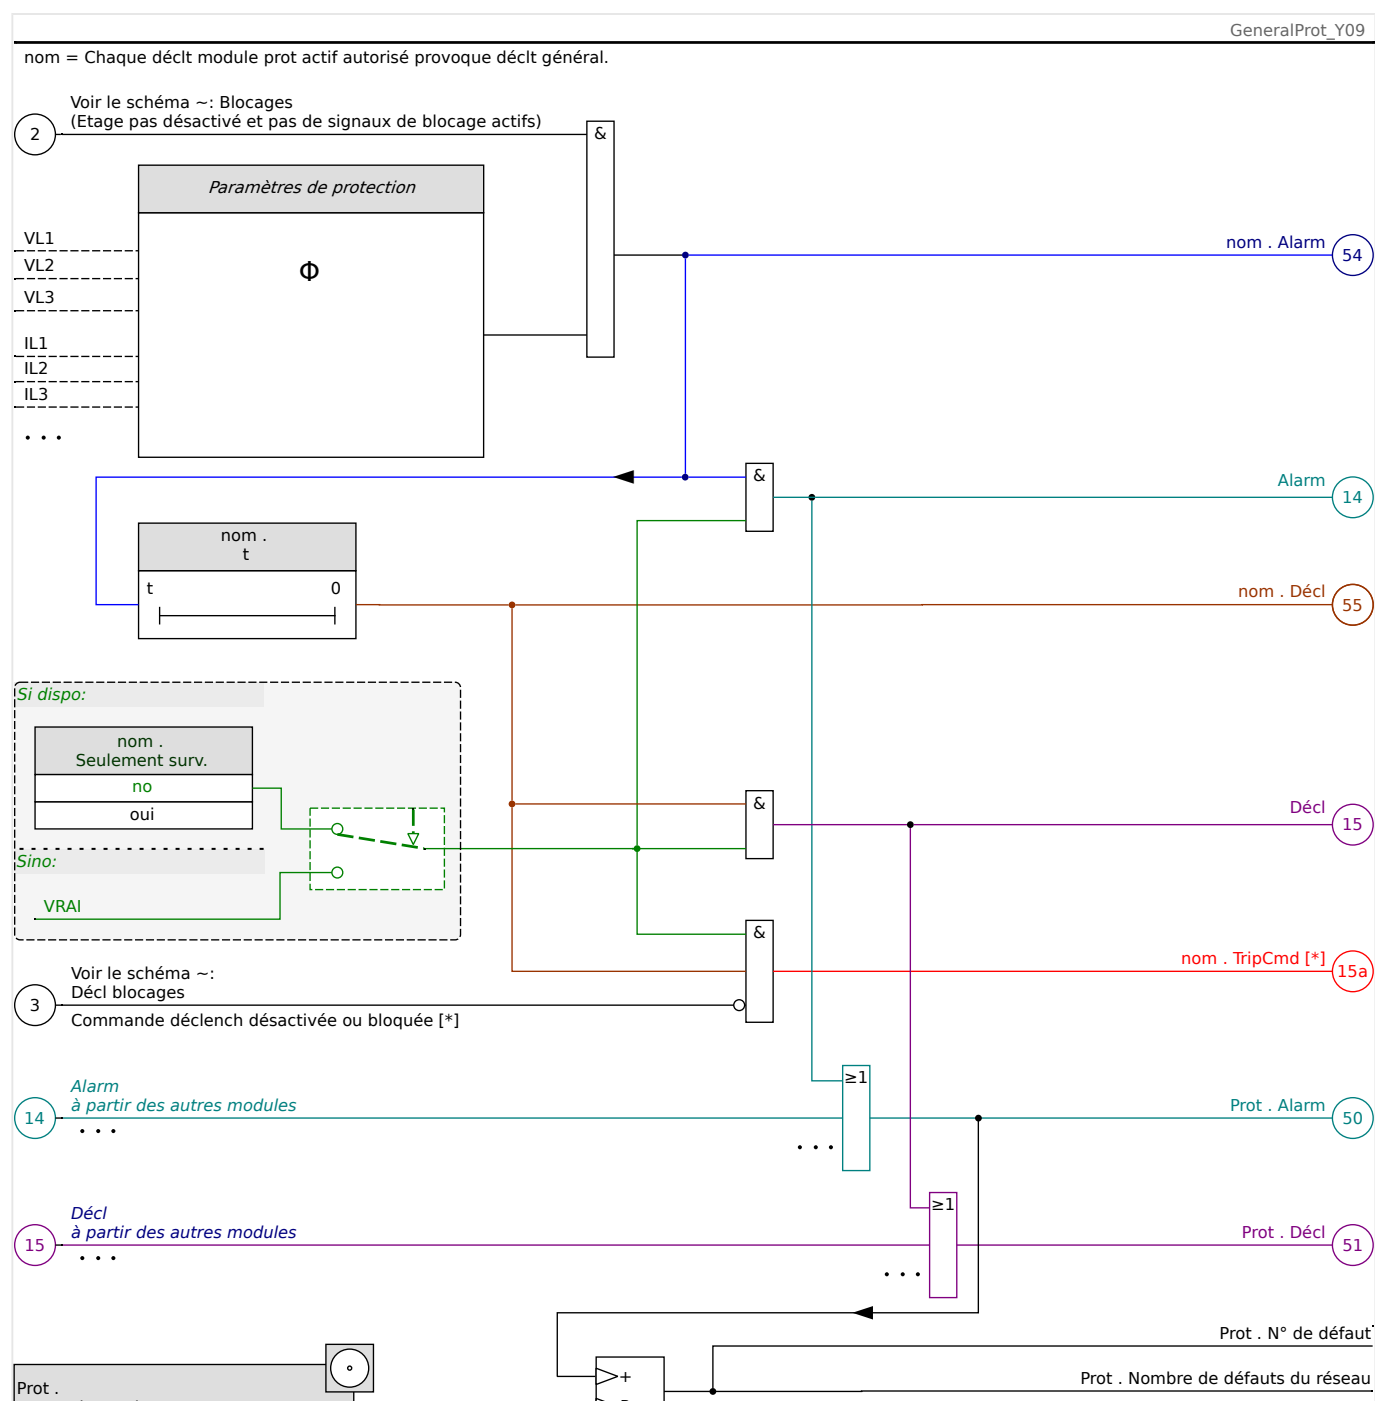 GeneralProt_Y09
nom = Chaque déclt module prot actif autorisé provoque déclt général.
Voir le schéma ~: Blocages
(Etage pas désactivé et pas de signaux de blocage actifs)
2
&
Paramètres de protection
Φ
VL1
VL2
VL3
IL1
IL2
IL3
• • •
nom . Alarm
54
&
Alarm
14
nom .
t
t 0
nom . Décl
55
Si dispo:
nom .
Seulement surv.
no
oui
Sino:
VRAI
&
Décl
15
&
nom . TripCmd [*]
15a
Voir le schéma ~:
Décl blocages
3
Commande déclench désactivée ou bloquée [*]
Alarm
à partir des autres modules
14
• • •
≥1
• • •
Prot . Alarm
50
Décl
à partir des autres modules
15
• • •
≥1
• • •
Prot . Décl
51
Prot . N° de défaut
Prot . Nombre de défauts du réseau
+
Prot .